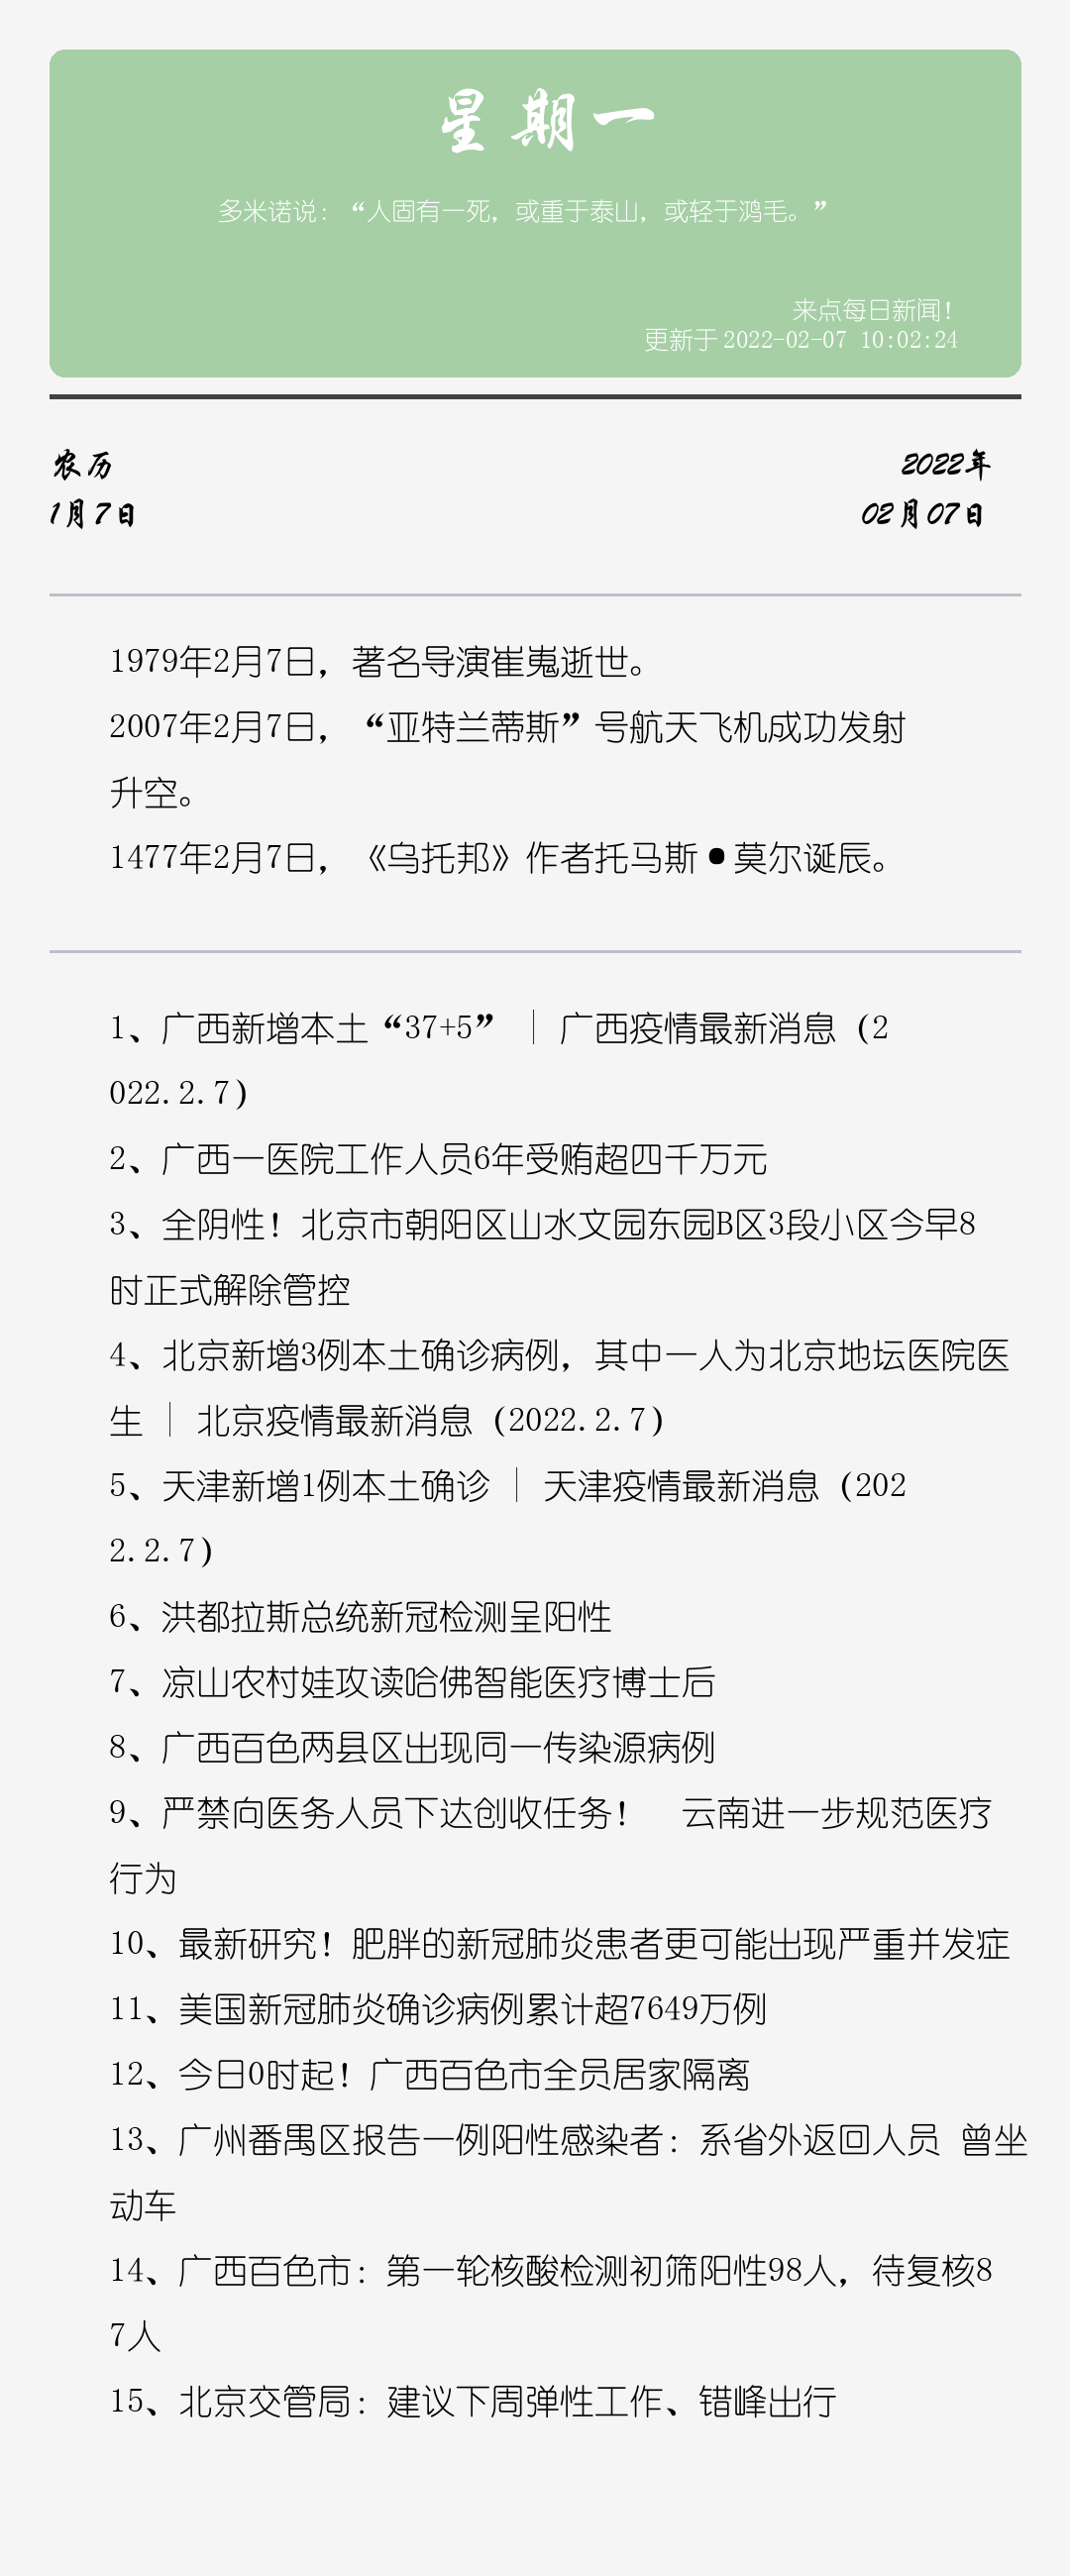 星期一
多米诺说：“人固有一死，或重于泰山，或轻于鸿毛。”
来点每日新闻！
更新于 2022-02-07 10:02:24
农历
2022年
1月7日
02月07日
1979年2月7日，著名导演崔嵬逝世。
2007年2月7日，“亚特兰蒂斯”号航天飞机成功发射
升空。
1477年2月7日，《乌托邦》作者托马斯•莫尔诞辰。
1、广西新增本土“37+5” ｜ 广西疫情最新消息（2
022.2.7）
2、广西一医院工作人员6年受贿超四千万元
3、全阴性！北京市朝阳区山水文园东园B区3段小区今早8
时正式解除管控
4、北京新增3例本土确诊病例，其中一人为北京地坛医院医
生 ｜ 北京疫情最新消息（2022.2.7）
5、天津新增1例本土确诊 ｜ 天津疫情最新消息（202
2.2.7）
6、洪都拉斯总统新冠检测呈阳性
7、凉山农村娃攻读哈佛智能医疗博士后
8、广西百色两县区出现同一传染源病例
9、严禁向医务人员下达创收任务！　云南进一步规范医疗
行为
10、最新研究！肥胖的新冠肺炎患者更可能出现严重并发症
11、美国新冠肺炎确诊病例累计超7649万例
12、今日0时起！广西百色市全员居家隔离
13、广州番禺区报告一例阳性感染者：系省外返回人员 曾坐
动车
14、广西百色市：第一轮核酸检测初筛阳性98人，待复核8
7人
15、北京交管局：建议下周弹性工作、错峰出行